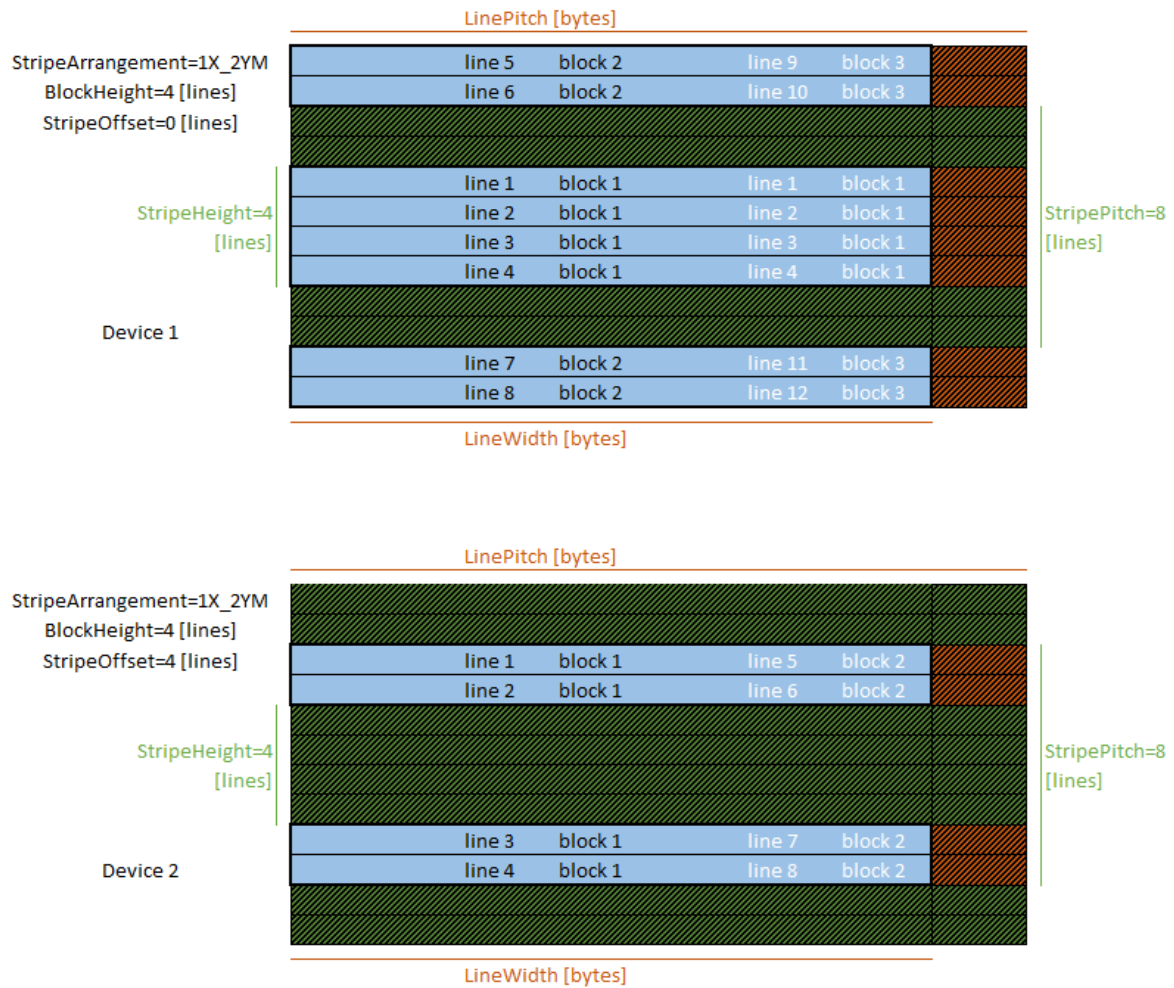 LinePitch [bytes]
StripeArrangement=1X_2YM
BlockHeight=4 [lines]
StripeOffset=0 [lines]
line 5 block 2 line 9 block 3
line 6 block 2 line 10 block 3
StripeHeight=4
[lines]
line 1 block 1 line 1 block 1
line 2 block 1 line 2 block 1
line 3 block 1 line 3 block 1
line 4 block 1 line 4 block 1
StripePitch=8
[lines]
Device 1
line 7 block 2 line 11 block 3
line 8 block 2 line 12 block 3
LineWidth [bytes]
LinePitch [bytes]
StripeArrangement=1X_2YM
BlockHeight=4 [lines]
StripeOffset=4 [lines]
line 1 block 1 line 5 block 2
line 2 block 1 line 6 block 2
StripeHeight=4
[lines]
StripePitch=8
[lines]
Device 2
line 3 block 1 line 7 block 2
line 4 block 1 line 8 block 2
LineWidth [bytes]